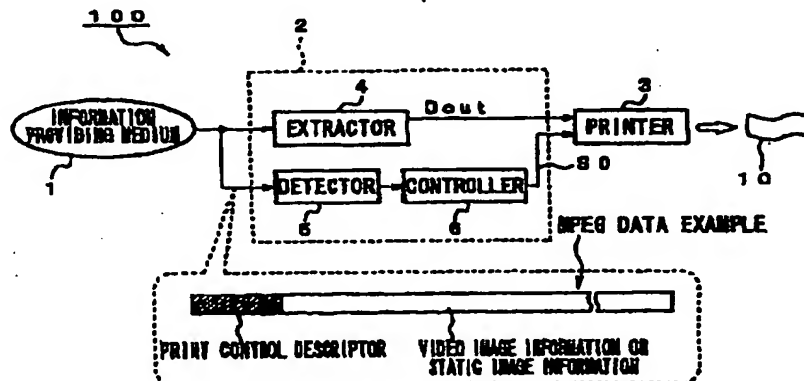 100
2
4
3
INFORMATION
PROVIDING MEDIUM
EXTRACTOR
Dout
PRINTER
1
S0
10
DETECTOR
CONTROLLER
5
6
MPEG DATA EXAMPLE
PRINT CONTROL DESCRIPTOR
VIDEO IMAGE INFORMATION OR
STATIC IMAGE INFORMATION